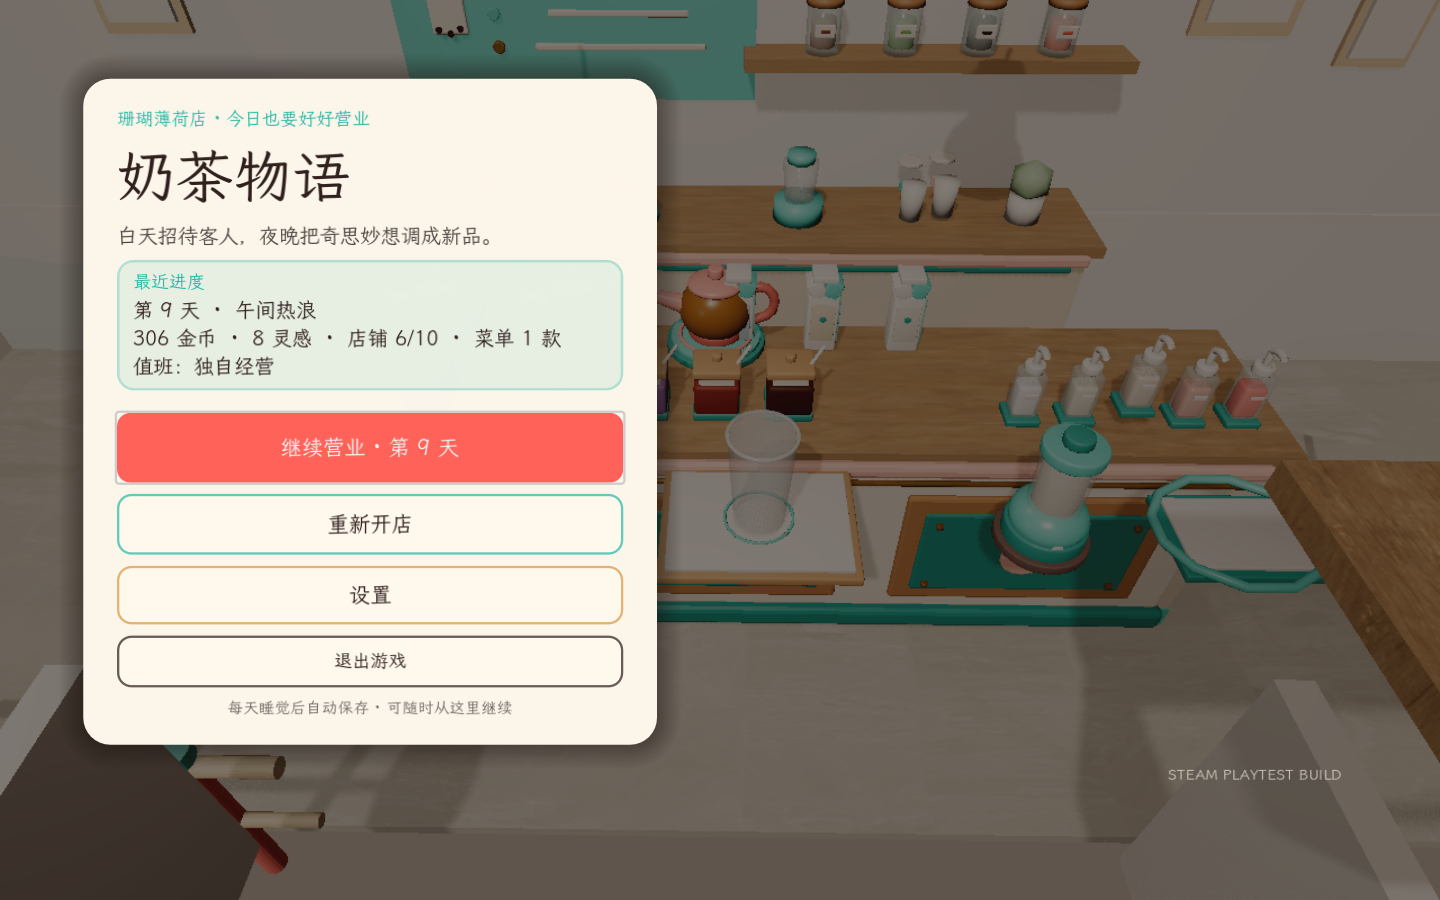 珊瑚薄荷店·今日也要好好营业
奶茶物语
白天招待客人，夜晚把奇思妙想调成新品。
最近进度
第 9 天 · 午间热浪
306 金币 · 8 灵感 · 店铺 6/10 · 菜单 1 款
值班：独自经营
继续营业·第 9 天
重新开店
设置
退出游戏
每天睡觉后自动保存·可随时从这里继续
STEAM PLAYTEST BUILD